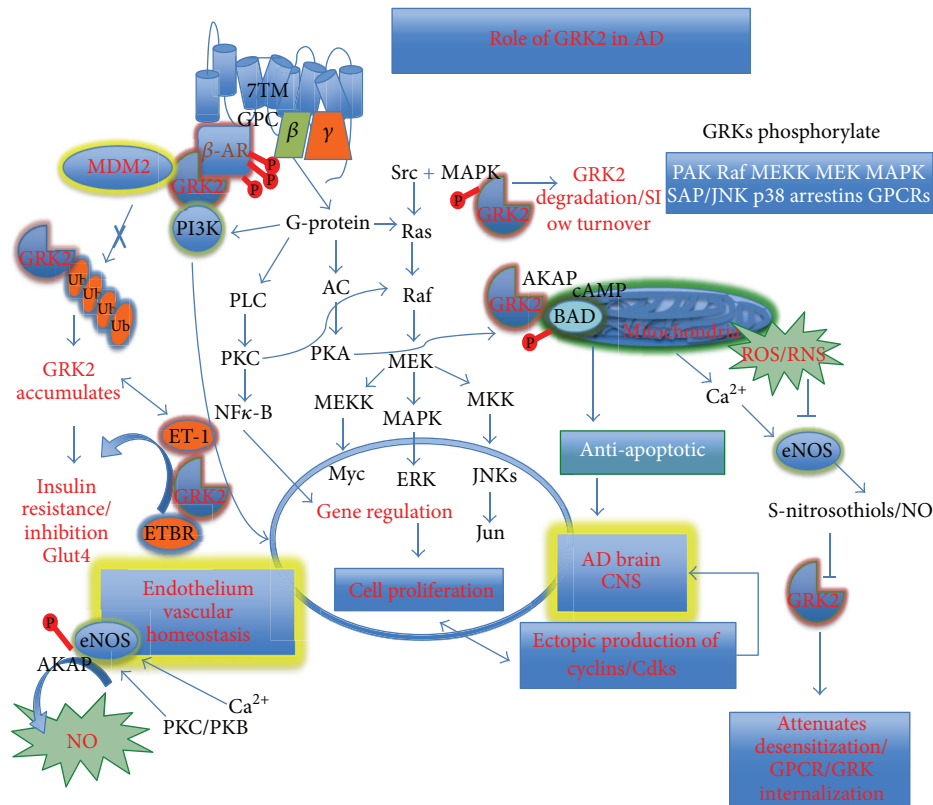 Role of GRK2 in AD
7TM
GPC
β
γ
β-AR
P
P
P
MDM2
GRK2
PI3K
GRKs phosphorylate
PAK Raf MEKK MEK MAPK
SAP/JNK p38 arrestins GPCRs
Src + MAPK
P
GRK2
GRK2
degradation/SI
ow turnover
G-protein
Ras
GRK2
Ub
Ub
Ub
Ub
PLC
AC
Raf
AKAP
cAMP
GRK2
BAD
P
Mitochondria
ROS/RNS
PKC
PKA
MEK
GRK2
accumulates
Ca2+
NFκ-B
MEKK
MAPK
MKK
ET-1
eNOS
Anti-apoptotic
Myc
ERK
JNKs
GRK2
Insulin
resistance/
inhibition
Glut4
Gene regulation
S-nitrosothiols/NO
ETBR
Jun
AD brain
CNS
Endothelium
vascular
homeostasis
Cell proliferation
GRK2
P
eNOS
AKAP
Ectopic production of
cyclins/Cdks
Ca2+
PKC/PKB
NO
Attenuates
desensitization/
GPCR/GRK
internalization